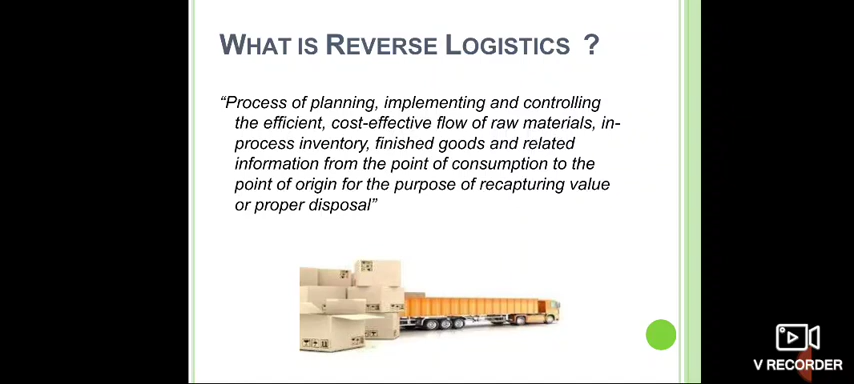 WHAT IS REVERSE LOGISTICS ?
“Process of planning, implementing and controlling
the efficient, cost-effective flow of raw materials, in-
process inventory, finished goods and related
information from the point of consumption to the
point of origin for the purpose of recapturing value
or proper disposal”
V RECORDER